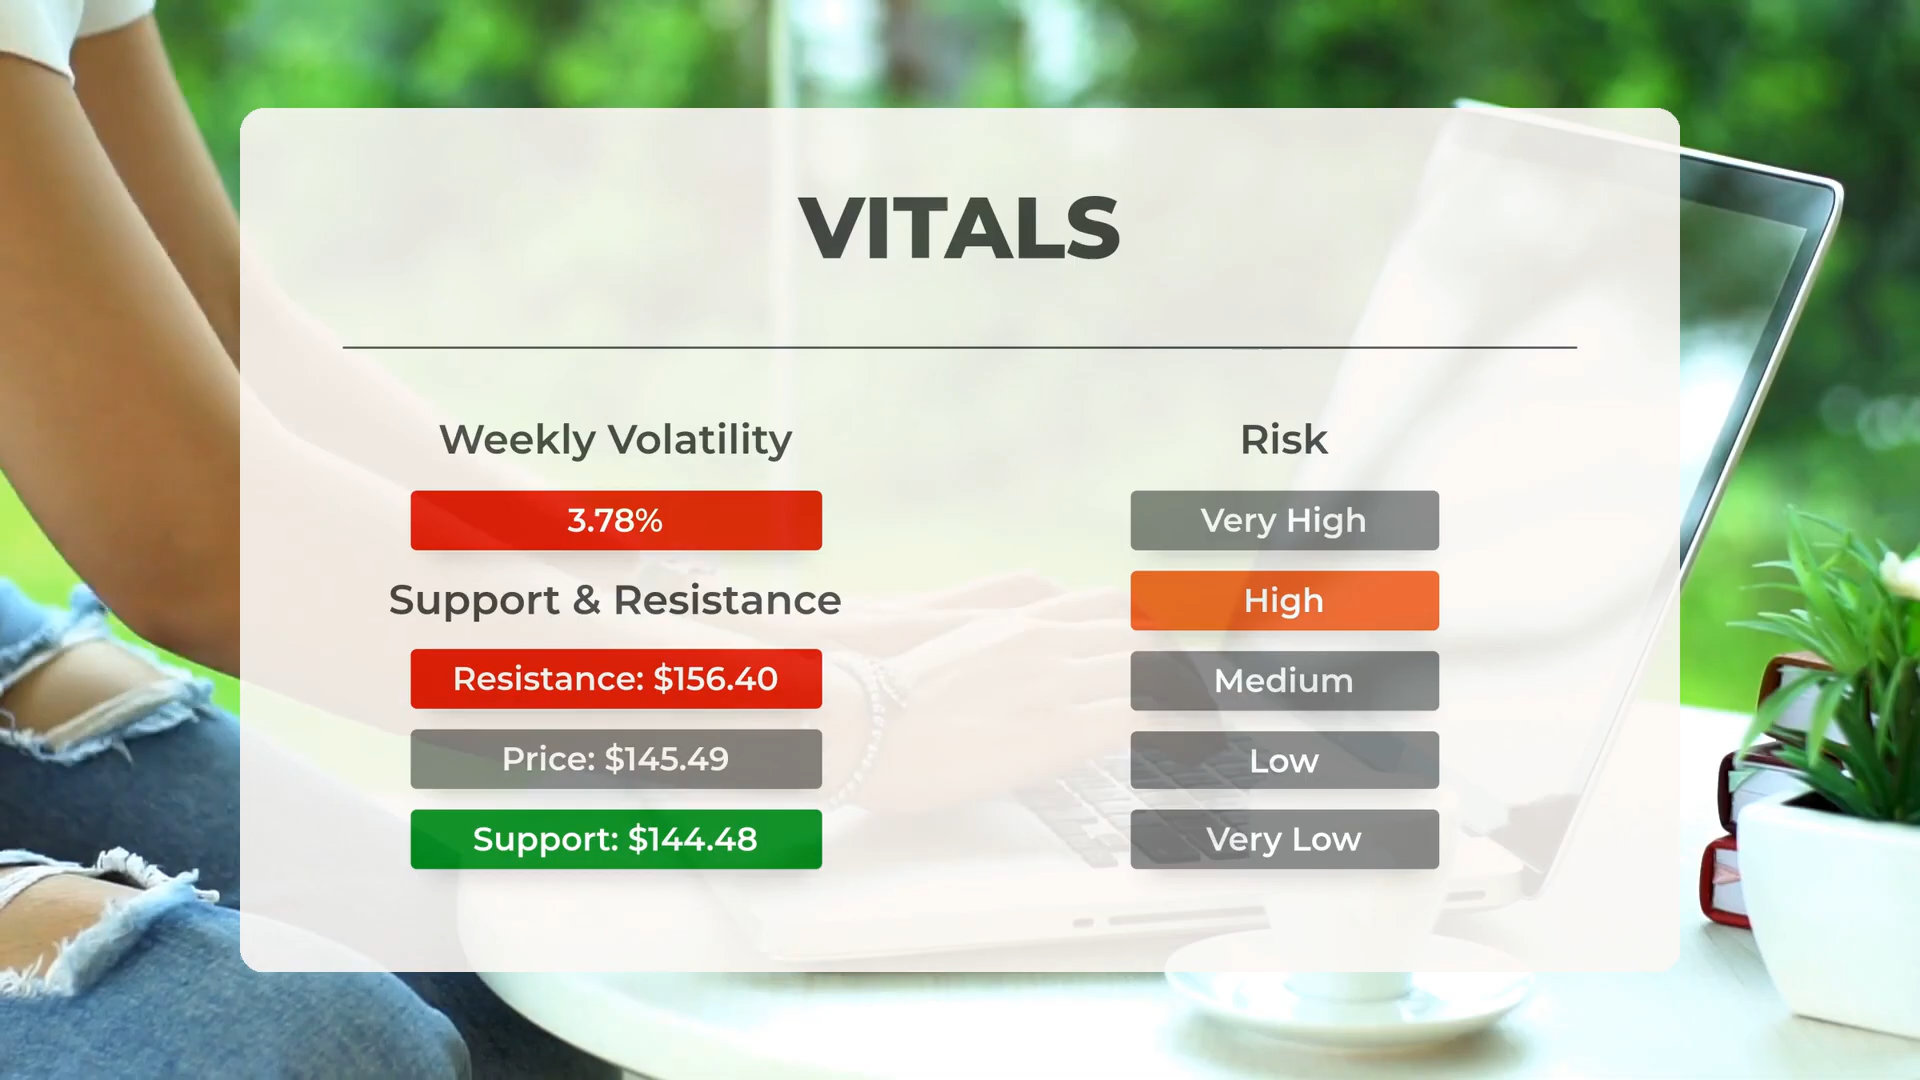 VITALS
Weekly Volatility
3.78%
Support & Resistance
Resistance: $156.40
Price: $145.49
Support: $144.48
Risk
Very High
High
Medium
Low
Very Low